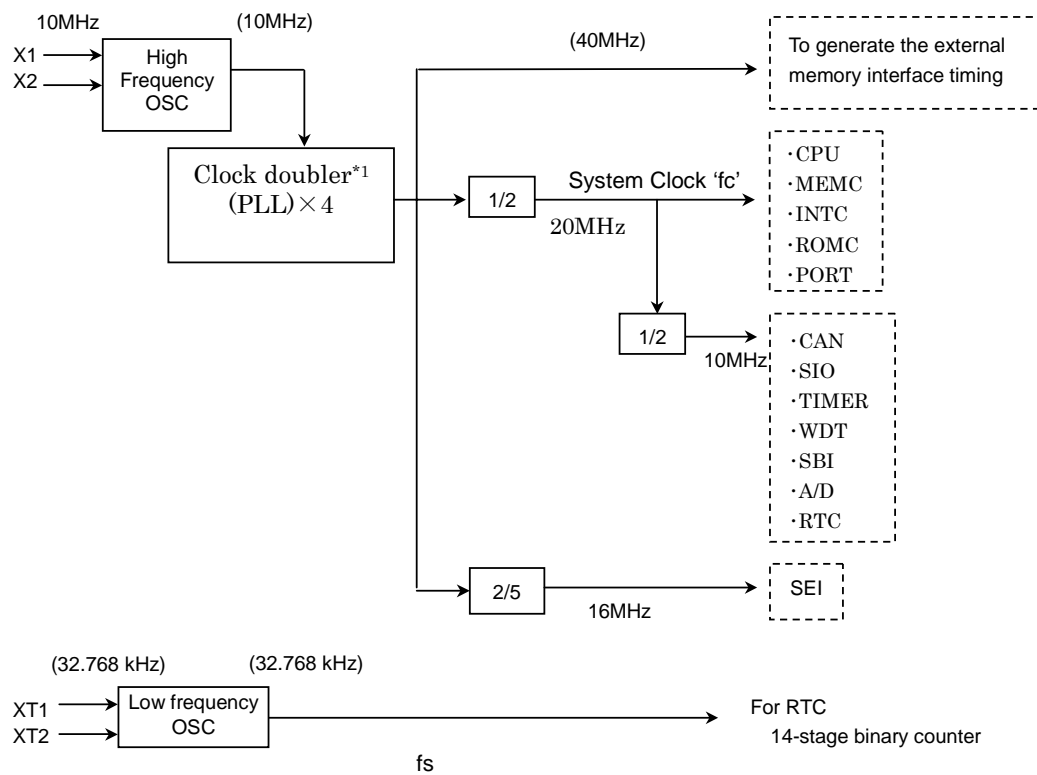 10MHz
(10MHz)
X1
X2
High
Frequency
OSC
(40MHz)
To generate the external
memory interface timing
Clock doubler*1
(PLL)×4
1/2
System Clock ‘fc’
20MHz
・CPU
・MEMC
・INTC
・ROMC
・PORT
1/2
10MHz
・CAN
・SIO
・TIMER
・WDT
・SBI
・A/D
・RTC
2/5
16MHz
SEI
(32.768 kHz)
(32.768 kHz)
XT1
XT2
Low frequency
OSC
fs
For RTC
14-stage binary counter